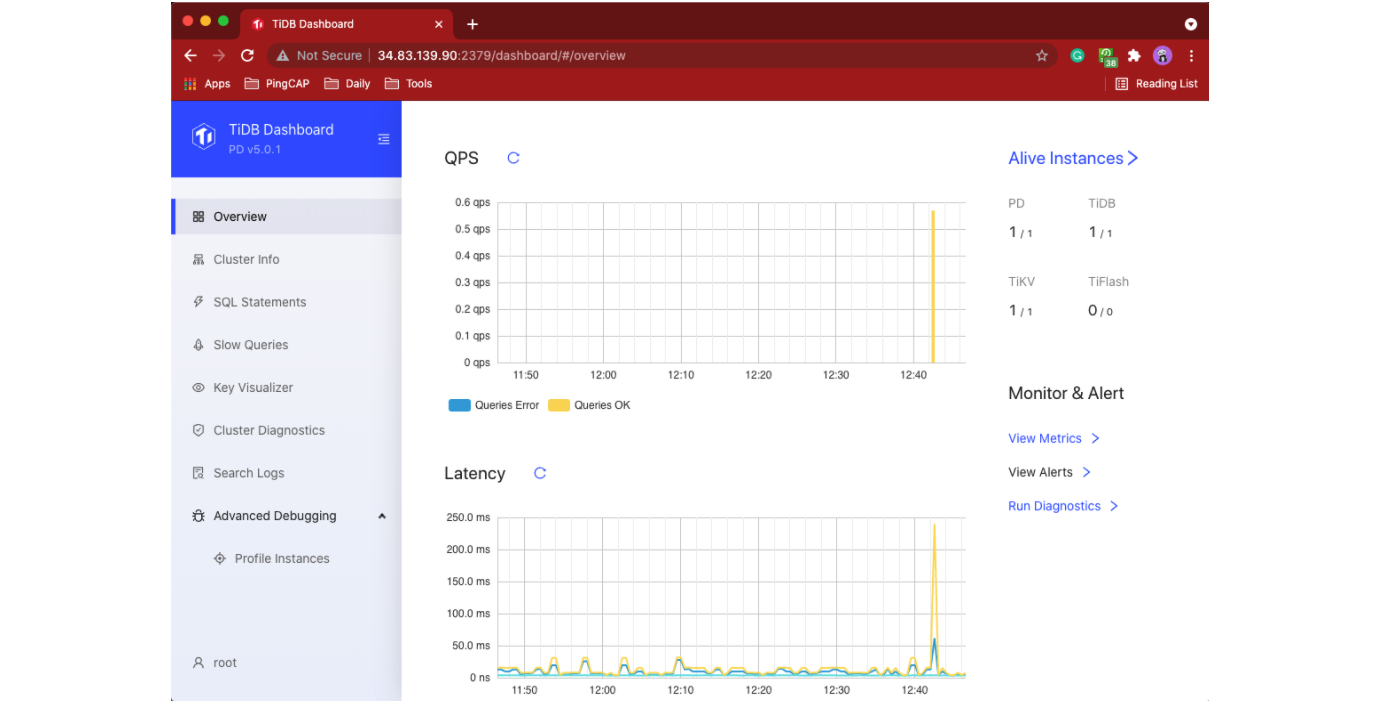 TiDB Dashboard
Not Secure 34.83.139.90:2379/dashboard/#/overview
38
Apps PingCAP Daily Tools Reading List
TiDB Dashboard
PD v5.0.1
Overview
Cluster Info
SQL Statements
Slow Queries
Key Visualizer
Cluster Diagnostics
Search Logs
Advanced Debugging
Profile Instances
root
QPS
0.6 qps
0.5 qps
0.4 qps
0.3 qps
0.2 qps
0.1 qps
0 qps
11:50 12:00 12:10 12:20 12:30 12:40
Queries Error Queries OK
Latency
250.0 ms
200.0 ms
150.0 ms
100.0 ms
50.0 ms
0 ns
11:50 12:00 12:10 12:20 12:30 12:40
Alive Instances
PD TiDB
1 / 1 1 / 1
TiKV TiFlash
1 / 1 0 / 0
Monitor & Alert
View Metrics
View Alerts
Run Diagnostics